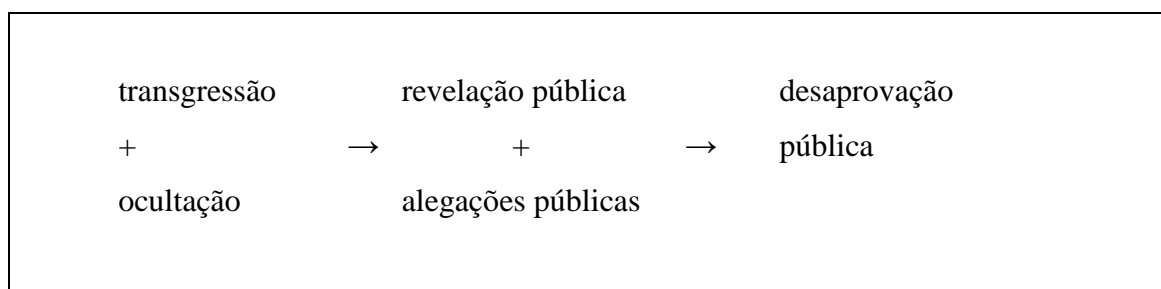 transgressão revelação pública desaprovação
+ → + → pública
ocultação alegações públicas